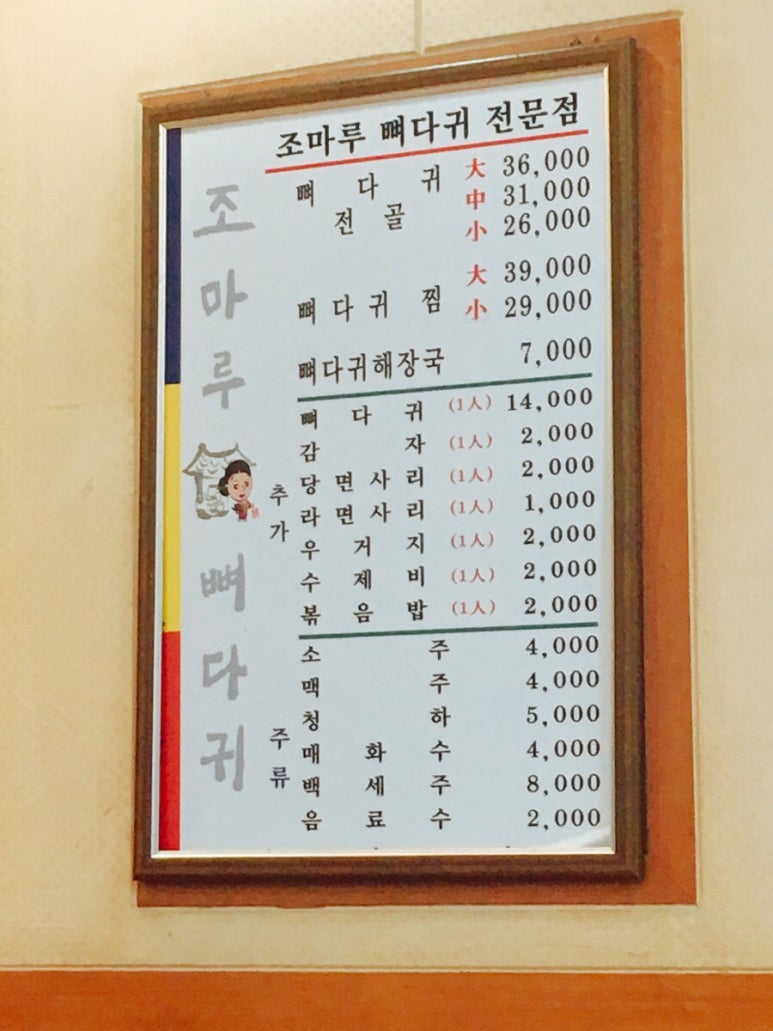 조마루 뼈다귀 전문점
조마루
뼈다귀
뼈다귀 大 36,000
전골 中 31,000
小 26,000
大 39,000
뼈다귀찜 小 29,000
뼈다귀해장국 7,000
추가
뼈다귀 (1人) 14,000
감자 (1人) 2,000
당면사리 (1人) 2,000
라면사리 (1人) 1,000
우거지 (1人) 2,000
수제비 (1人) 2,000
볶음밥 (1人) 2,000
주류
소주 4,000
맥주 4,000
청하 5,000
매화수 4,000
백세주 8,000
음료수 2,000